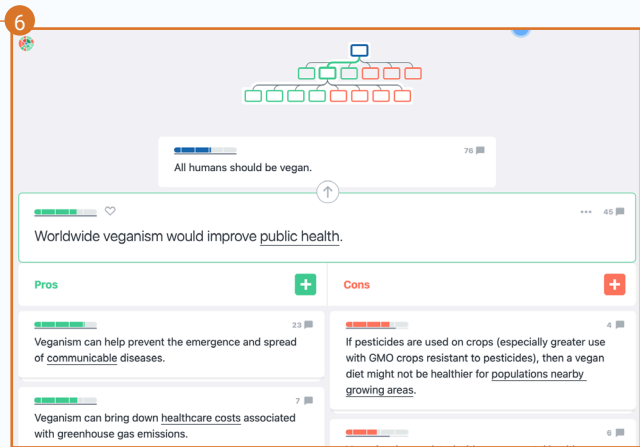 6
76
All humans should be vegan.
45
Worldwide veganism would improve public health.
Pros
Cons
23
Veganism can help prevent the emergence and spread
of communicable diseases.
4
If pesticides are used on crops (especially greater use
with GMO crops resistant to pesticides), then a vegan
diet might not be healthier for populations nearby
growing areas.
7
Veganism can bring down healthcare costs associated
with greenhouse gas emissions.
6